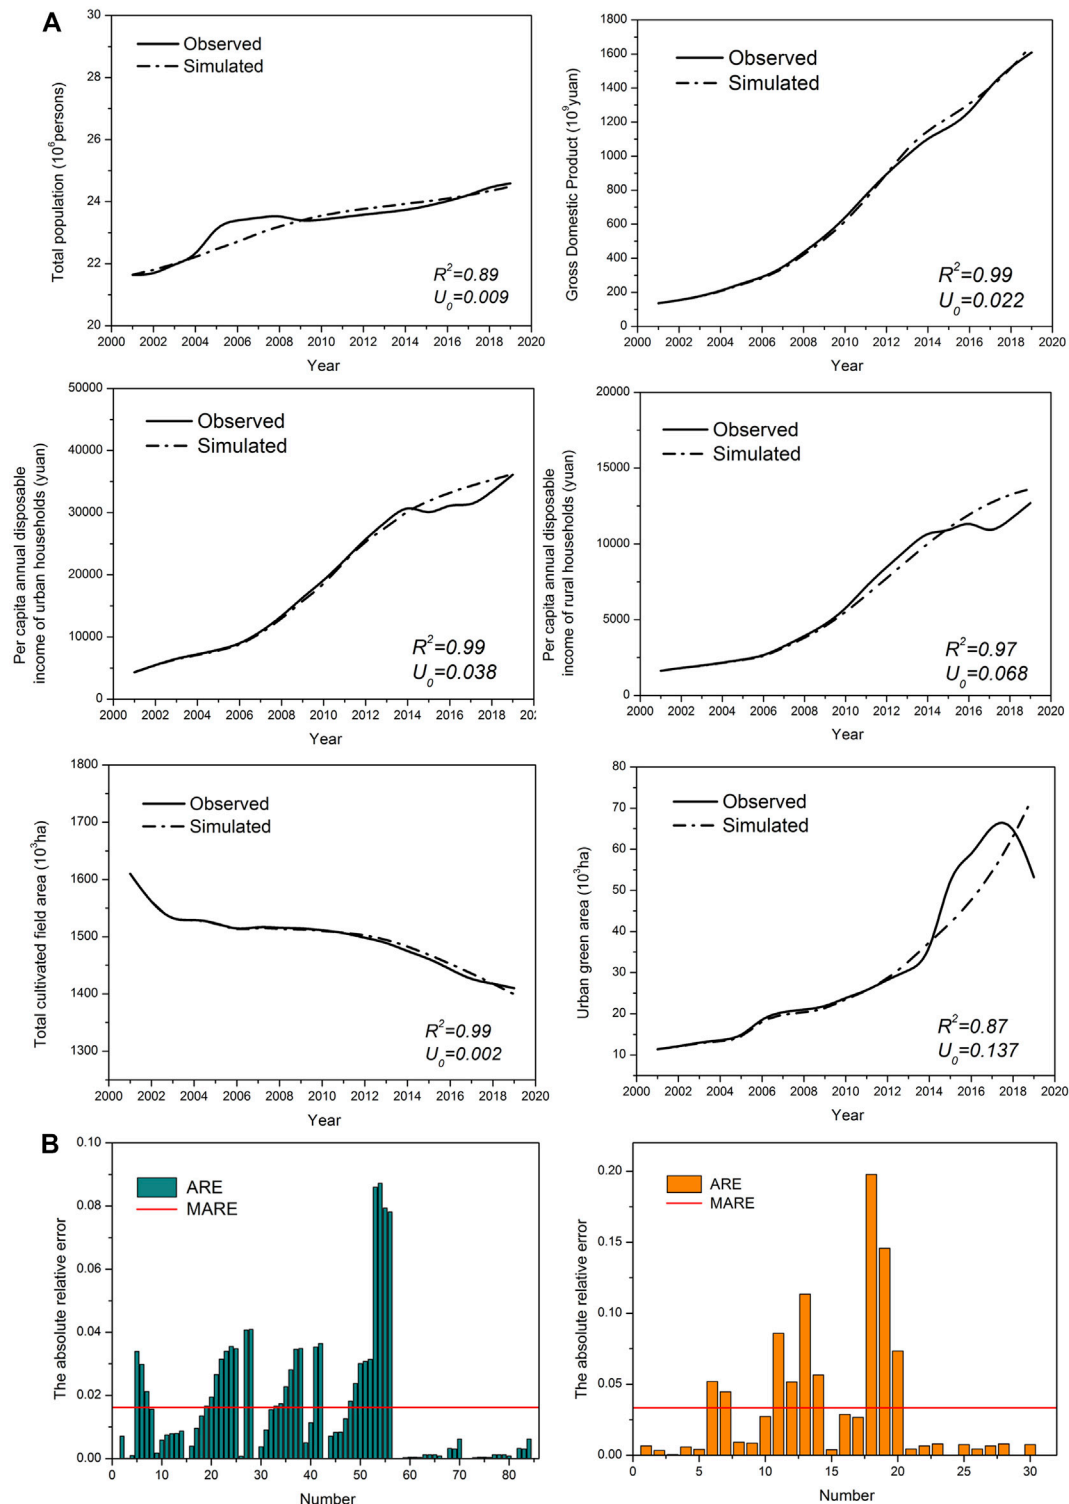 A
30
28
26
24
22
20
Total population (10⁶persons)
Observed
Simulated
R²=0.89
U₀=0.009
2000 2002 2004 2006 2008 2010 2012 2014 2016 2018 2020
Year
1800
1600
1400
1200
1000
800
600
400
200
0
Gross Domestic Product (10⁹yuan)
Observed
Simulated
R²=0.99
U₀=0.022
2000 2002 2004 2006 2008 2010 2012 2014 2016 2018 2020
Year
50000
40000
30000
20000
10000
0
Per capita annual disposable
income of urban households (yuan)
Observed
Simulated
R²=0.99
U₀=0.038
2000 2002 2004 2006 2008 2010 2012 2014 2016 2018
Year
20000
15000
10000
5000
0
Per capita annual disposable
income of rural households (yuan)
Observed
Simulated
R²=0.97
U₀=0.068
2000 2002 2004 2006 2008 2010 2012 2014 2016 2018 2020
Year
1800
1700
1600
1500
1400
1300
Total cultivated field area (10³ha)
Observed
Simulated
R²=0.99
U₀=0.002
2000 2002 2004 2006 2008 2010 2012 2014 2016 2018 2020
Year
80
70
60
50
40
30
20
10
Urban green area (10³ha)
Observed
Simulated
R²=0.87
U₀=0.137
2000 2002 2004 2006 2008 2010 2012 2014 2016 2018 2020
Year
B
0.10
0.08
0.06
0.04
0.02
0.00
The absolute relative error
ARE
MARE
0 10 20 30 40 50 60 70 80
Number
0.20
0.15
0.10
0.05
0.00
The absolute relative error
ARE
MARE
0 5 10 15 20 25 30
Number